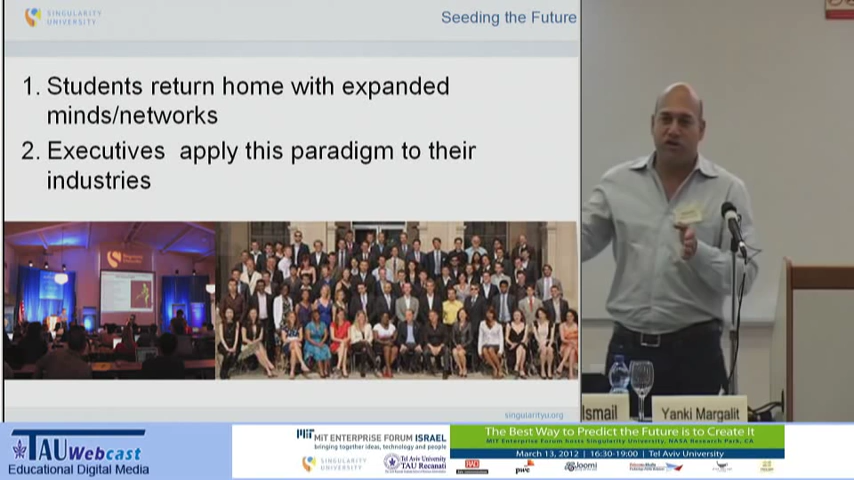 SINGULARITY
UNIVERSITY
Seeding the Future
1. Students return home with expanded
minds/networks
2. Executives  apply this paradigm to their
industries
singularityu.org
Ismail
Yanki Margalit
TAU Webcast
Educational Digital Media
MIT ENTERPRISE FORUM ISRAEL
bringing together ideas, technology and people
SINGULARITY
UNIVERSITY
Tel Aviv University
TAU Recanati
The Best Way to Predict the Future is to Create It
MIT Enterprise Forum hosts Singularity University, NASA Research Park, CA
March 13, 2012 | 16:30-19:00 | Tel Aviv University
RAD
pwc
Joomi